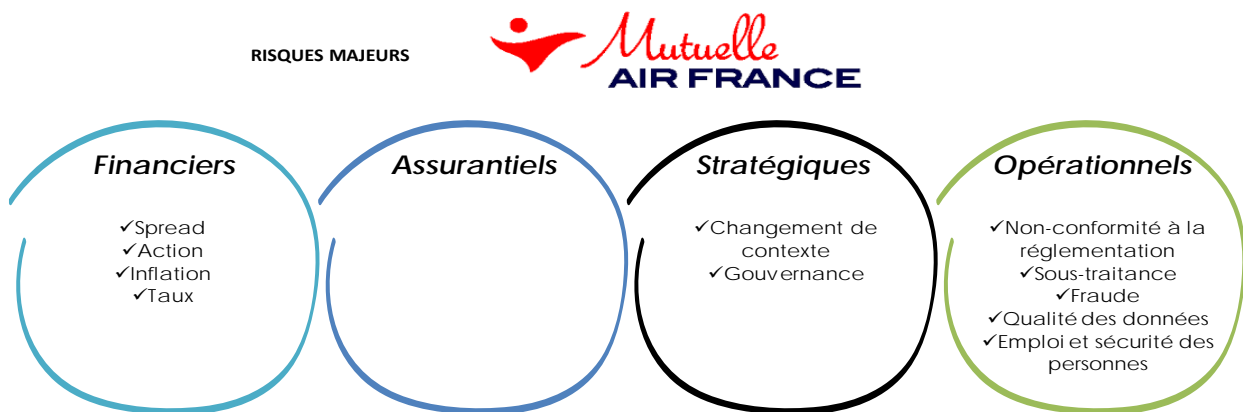 RISQUES MAJEURS
Mutuelle
AIR FRANCE
Financiers
✓Spread
✓Action
✓Inflation
✓Taux
Assurantiels
Stratégiques
✓Changement de
contexte
✓Gouvernance
Opérationnels
✓Non-conformité à la
réglementation
✓Sous-traitance
✓Fraude
✓Qualité des données
✓Emploi et sécurité des
personnes